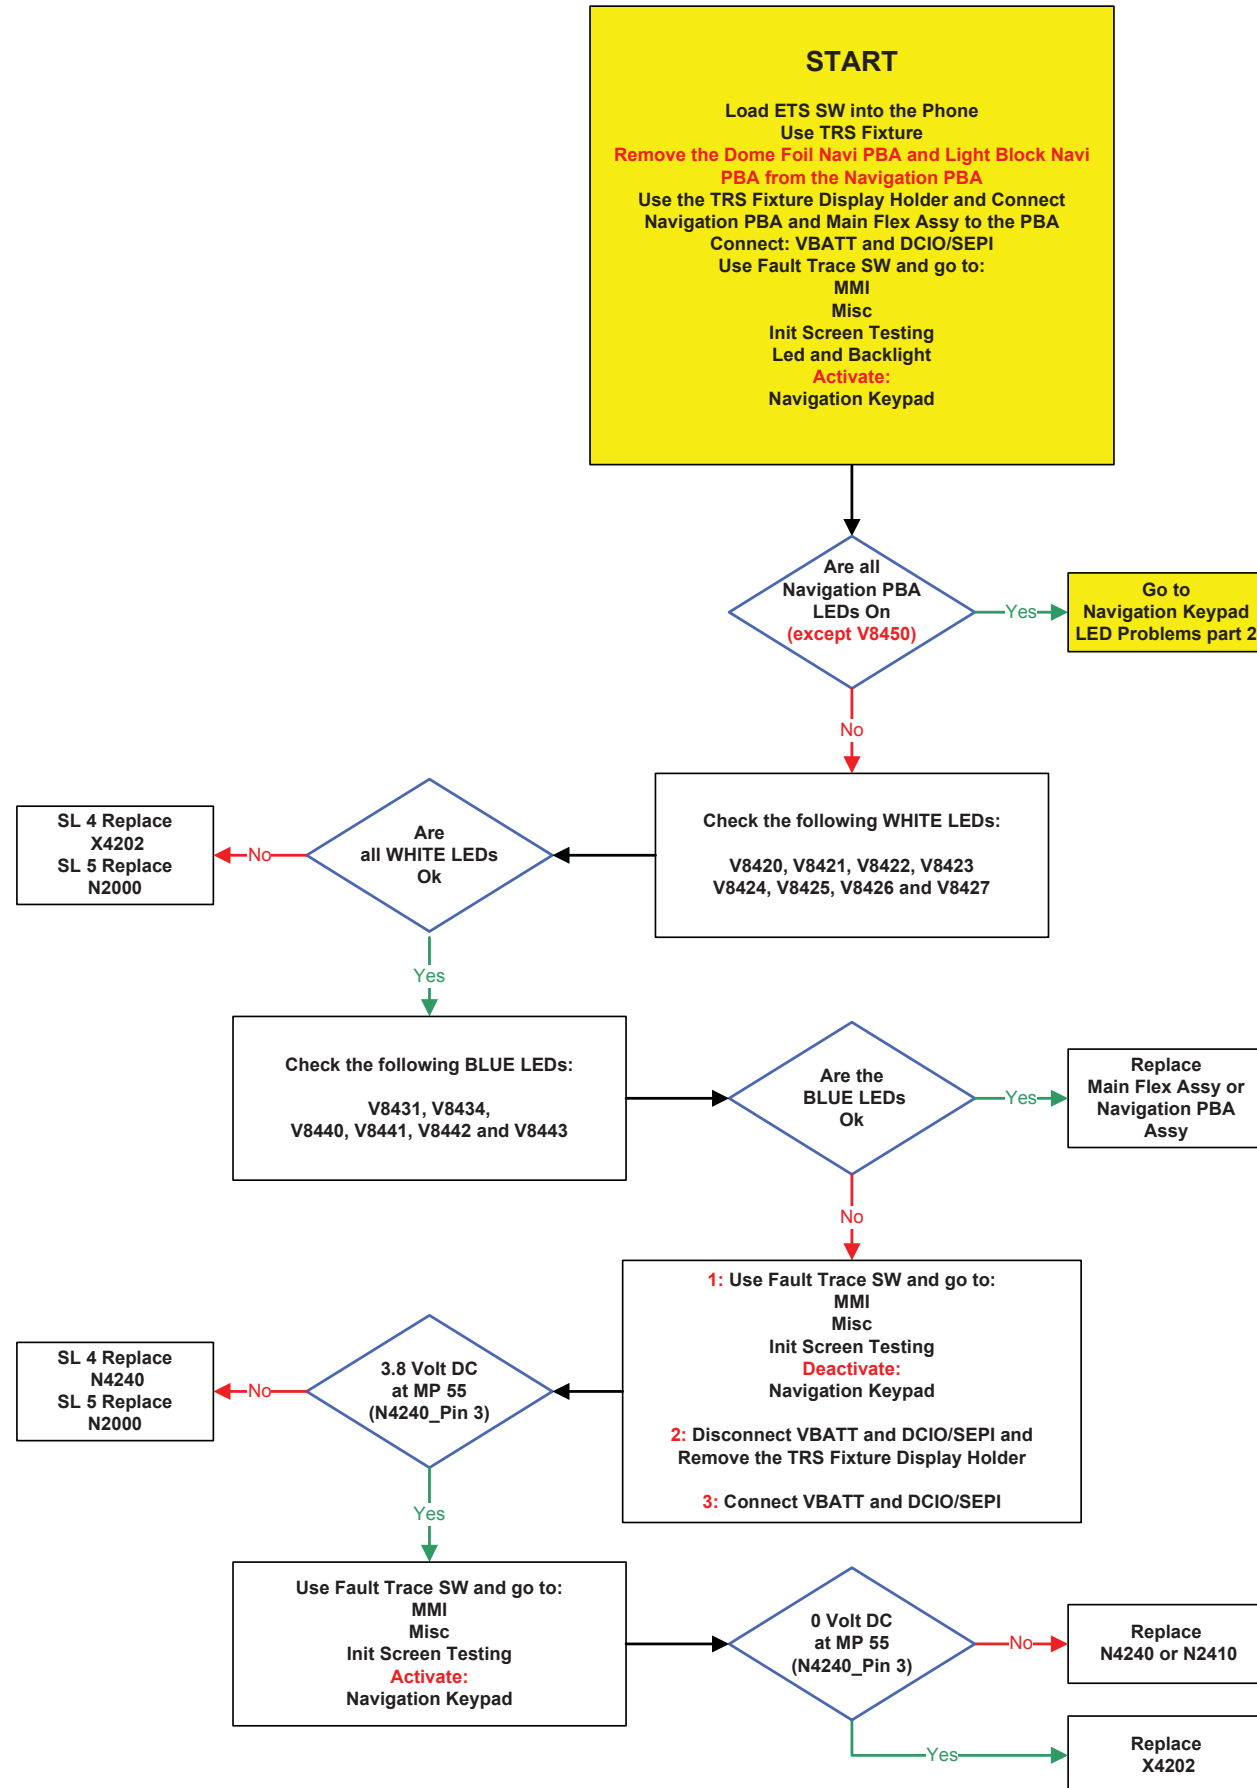 START
Load ETS SW into the Phone
Use TRS Fixture
Remove the Dome Foil Navi PBA and Light Block Navi
PBA from the Navigation PBA
Use the TRS Fixture Display Holder and Connect
Navigation PBA and Main Flex Assy to the PBA
Connect: VBATT and DCIO/SEPI
Use Fault Trace SW and go to:
MMI
Misc
Init Screen Testing
Led and Backlight
Activate:
Navigation Keypad
Are all
Navigation PBA
LEDs On
(except V8450)
Yes
Go to
Navigation Keypad
LED Problems part 2
No
Check the following WHITE LEDs:
V8420, V8421, V8422, V8423
V8424, V8425, V8426 and V8427
Are
all WHITE LEDs
Ok
No
SL 4 Replace
X4202
SL 5 Replace
N2000
Yes
Check the following BLUE LEDs:
V8431, V8434,
V8440, V8441, V8442 and V8443
Are the
BLUE LEDs
Ok
Yes
Replace
Main Flex Assy or
Navigation PBA
Assy
No
1: Use Fault Trace SW and go to:
MMI
Misc
Init Screen Testing
Deactivate:
Navigation Keypad
2: Disconnect VBATT and DCIO/SEPI and
Remove the TRS Fixture Display Holder
3: Connect VBATT and DCIO/SEPI
3.8 Volt DC
at MP 55
(N4240_Pin 3)
No
SL 4 Replace
N4240
SL 5 Replace
N2000
Yes
Use Fault Trace SW and go to:
MMI
Misc
Init Screen Testing
Activate:
Navigation Keypad
0 Volt DC
at MP 55
(N4240_Pin 3)
No
Replace
N4240 or N2410
Yes
Replace
X4202